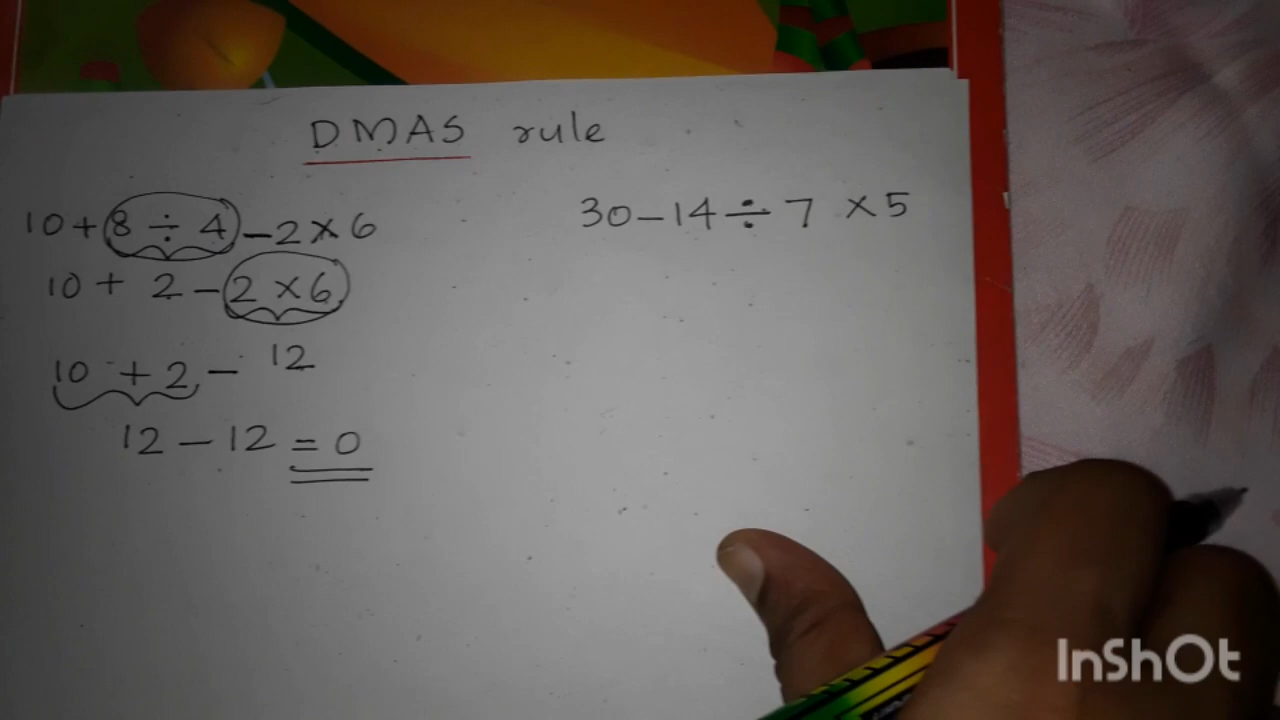 DMAS rule
10+8÷4-2×6
10+ 2-2×6
10 +2- 12
12-12=0
30-14÷7 ×5
InShOt